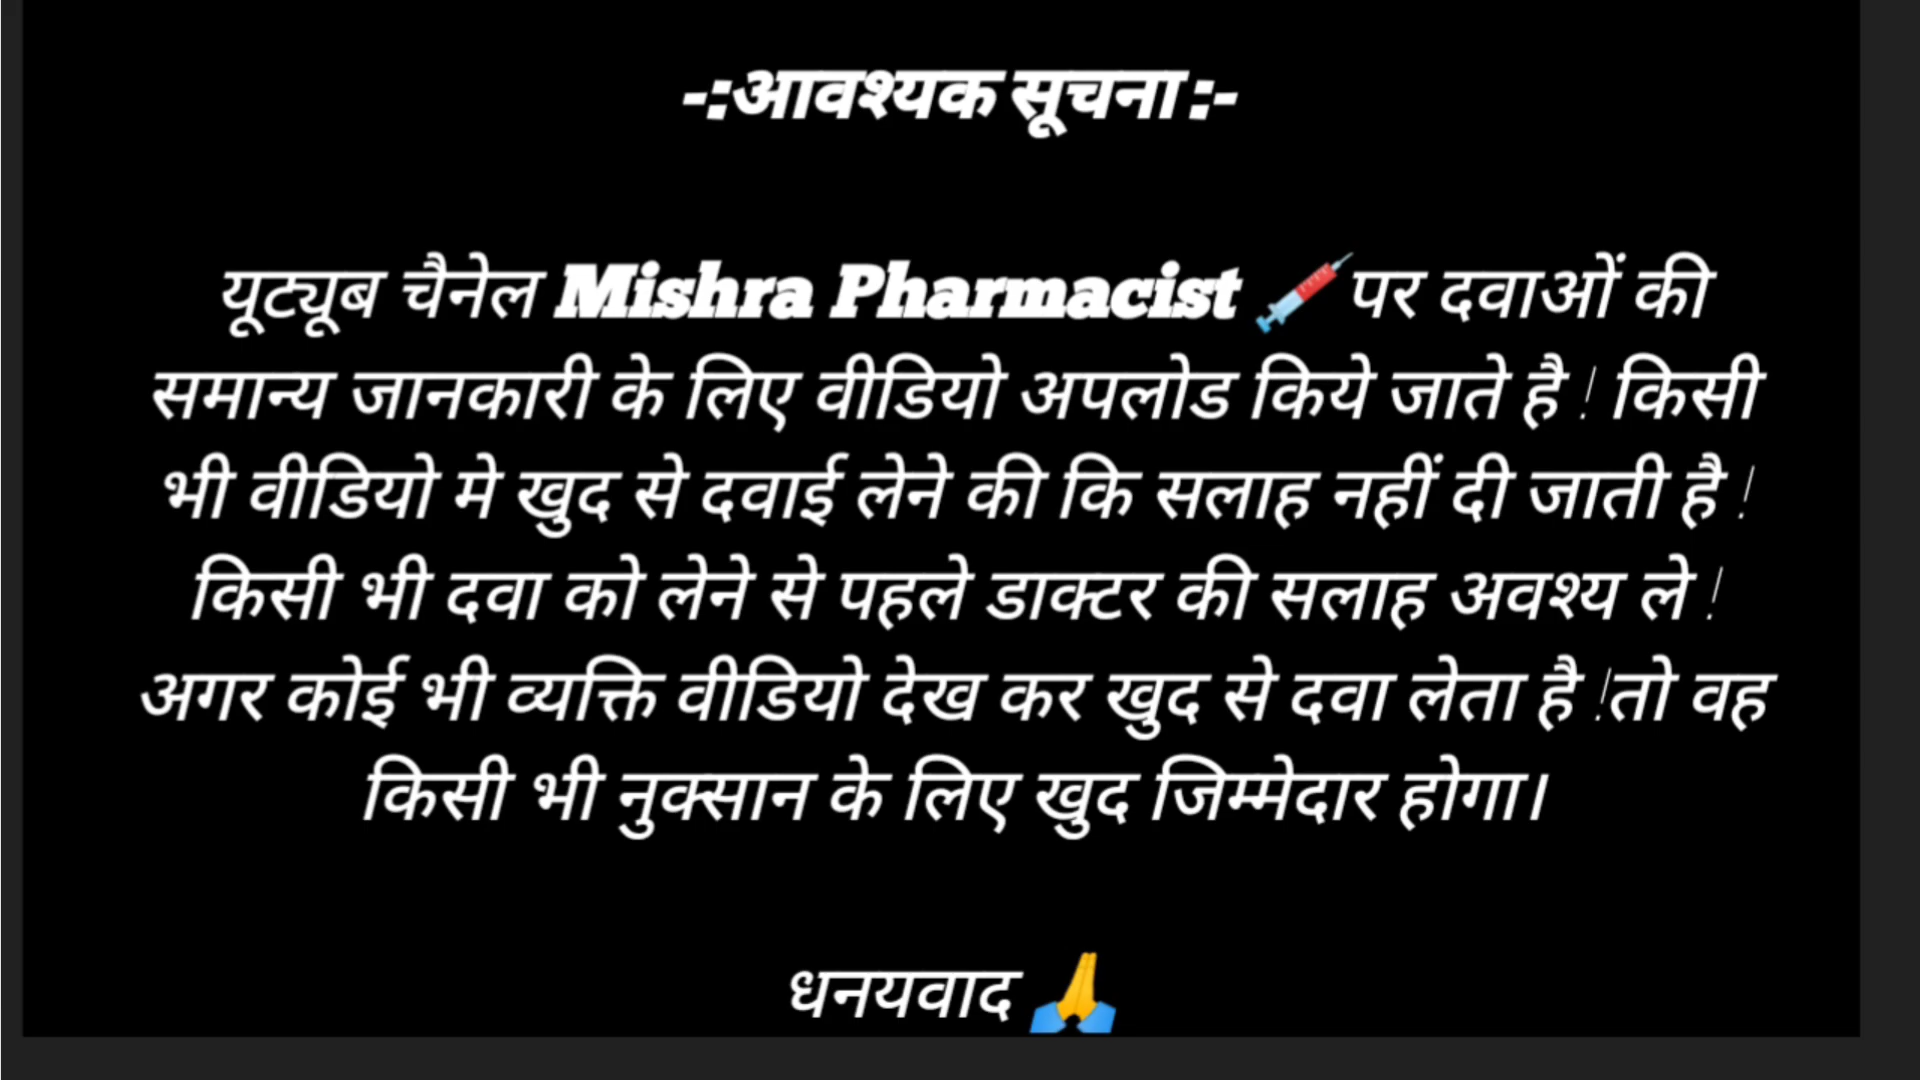 -:आवश्यक सूचना :-
यूट्यूब चैनेल Mishra Pharmacist 💉पर दवाओं की
समान्य जानकारी के लिए वीडियो अपलोड किये जाते है ! किसी
भी वीडियो मे खुद से दवाई लेने की कि सलाह नहीं दी जाती है !
किसी भी दवा को लेने से पहले डाक्टर की सलाह अवश्य ले !
अगर कोई भी व्यक्ति वीडियो देख कर खुद से दवा लेता है !तो वह
किसी भी नुक्सान के लिए खुद जिम्मेदार होगा।
धनयवाद 🙏